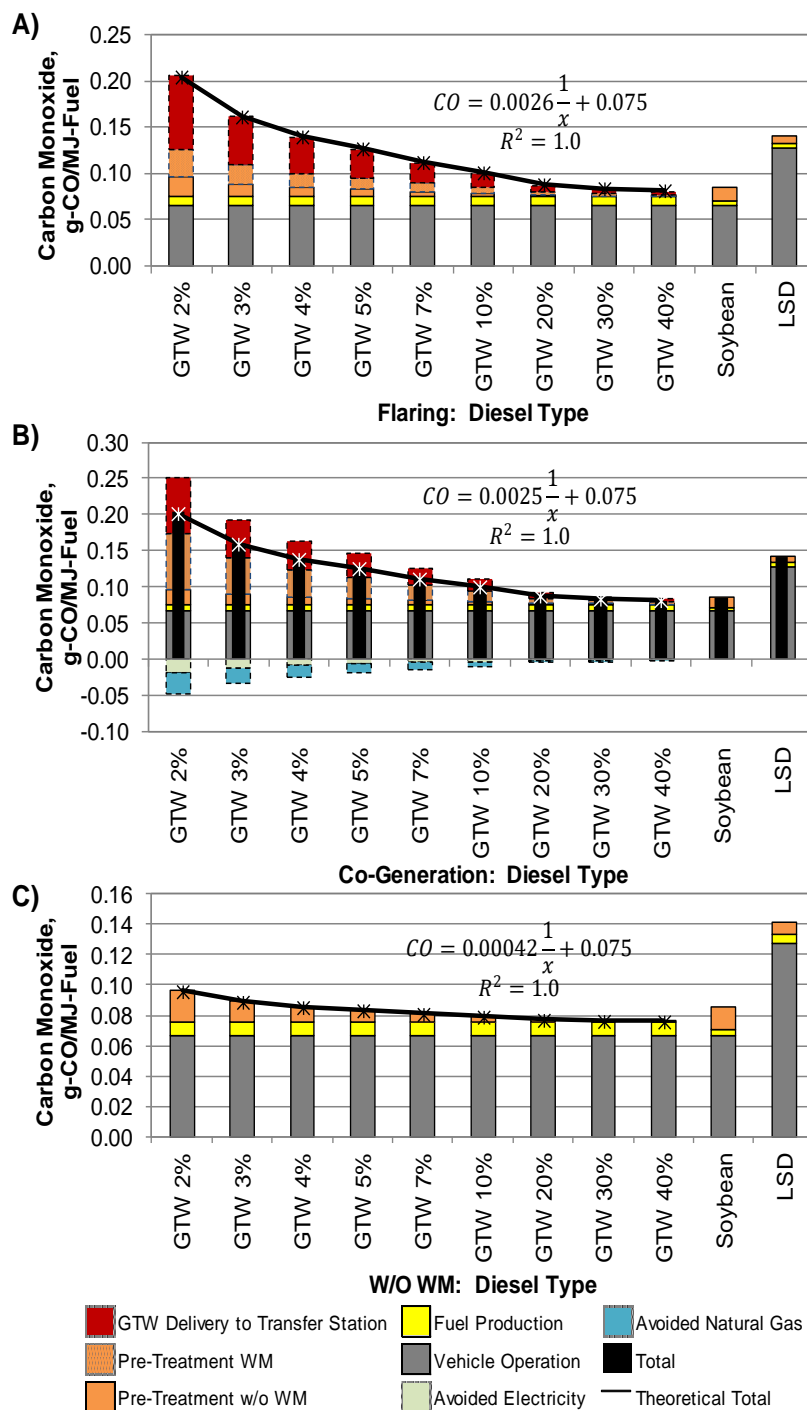 A)
Carbon Monoxide,
g-CO/MJ-Fuel
0.25
0.20
0.15
0.10
0.05
0.00
CO = 0.0026 1/x + 0.075
R² = 1.0
GTW 2%
GTW 3%
GTW 4%
GTW 5%
GTW 7%
GTW 10%
GTW 20%
GTW 30%
GTW 40%
Soybean
LSD
Flaring: Diesel Type
B)
Carbon Monoxide,
g-CO/MJ-Fuel
0.30
0.25
0.20
0.15
0.10
0.05
0.00
-0.05
-0.10
CO = 0.0025 1/x + 0.075
R² = 1.0
GTW 2%
GTW 3%
GTW 4%
GTW 5%
GTW 7%
GTW 10%
GTW 20%
GTW 30%
GTW 40%
Soybean
LSD
Co-Generation: Diesel Type
C)
Carbon Monoxide,
g-CO/MJ-Fuel
0.16
0.14
0.12
0.10
0.08
0.06
0.04
0.02
0.00
CO = 0.00042 1/x + 0.075
R² = 1.0
GTW 2%
GTW 3%
GTW 4%
GTW 5%
GTW 7%
GTW 10%
GTW 20%
GTW 30%
GTW 40%
Soybean
LSD
W/O WM: Diesel Type
GTW Delivery to Transfer Station
Fuel Production
Avoided Natural Gas
Pre-Treatment WM
Vehicle Operation
Total
Pre-Treatment w/o WM
Avoided Electricity
Theoretical Total